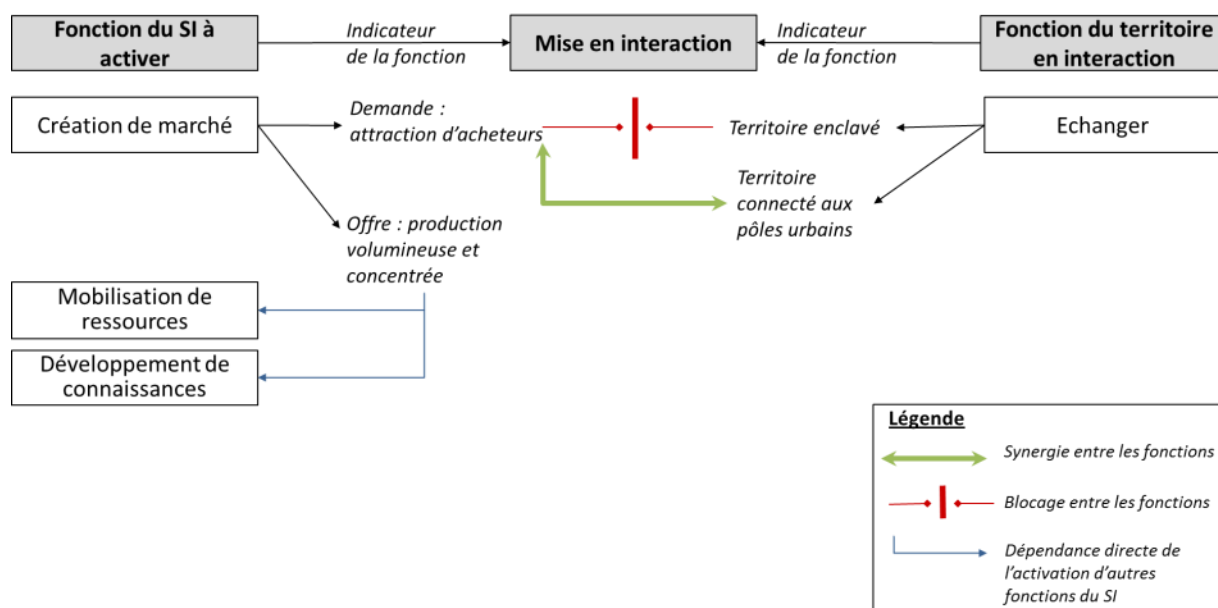 Fonction du SI à
activer
Indicateur
de la fonction
Mise en interaction
Indicateur
de la fonction
Fonction du territoire
en interaction
Création de marché
Demande :
attraction d'acheteurs
Territoire enclavé
Echanger
Territoire
connecté aux
pôles urbains
Offre : production
volumineuse et
concentrée
Mobilisation de
ressources
Développement de
connaissances
Légende
Synergie entre les fonctions
Blocage entre les fonctions
Dépendance directe de
l'activation d'autres
fonctions du SI